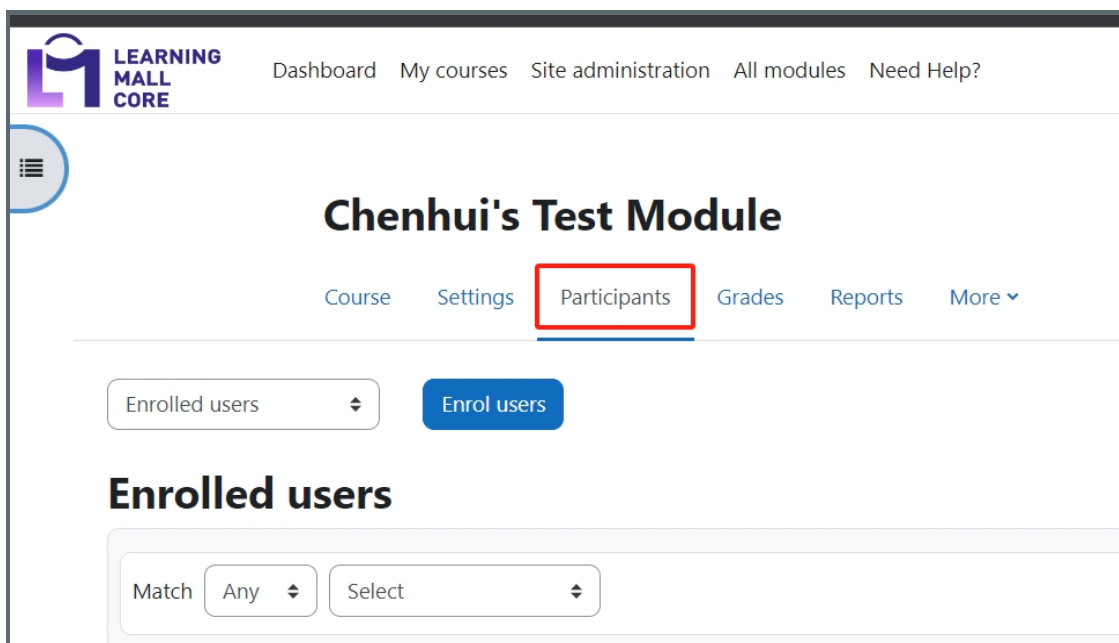 LEARNING
MALL
CORE
Dashboard My courses Site administration All modules Need Help?
Chenhui's Test Module
Course Settings Participants Grades Reports More
Enrolled users Enrol users
Enrolled users
Match Any Select